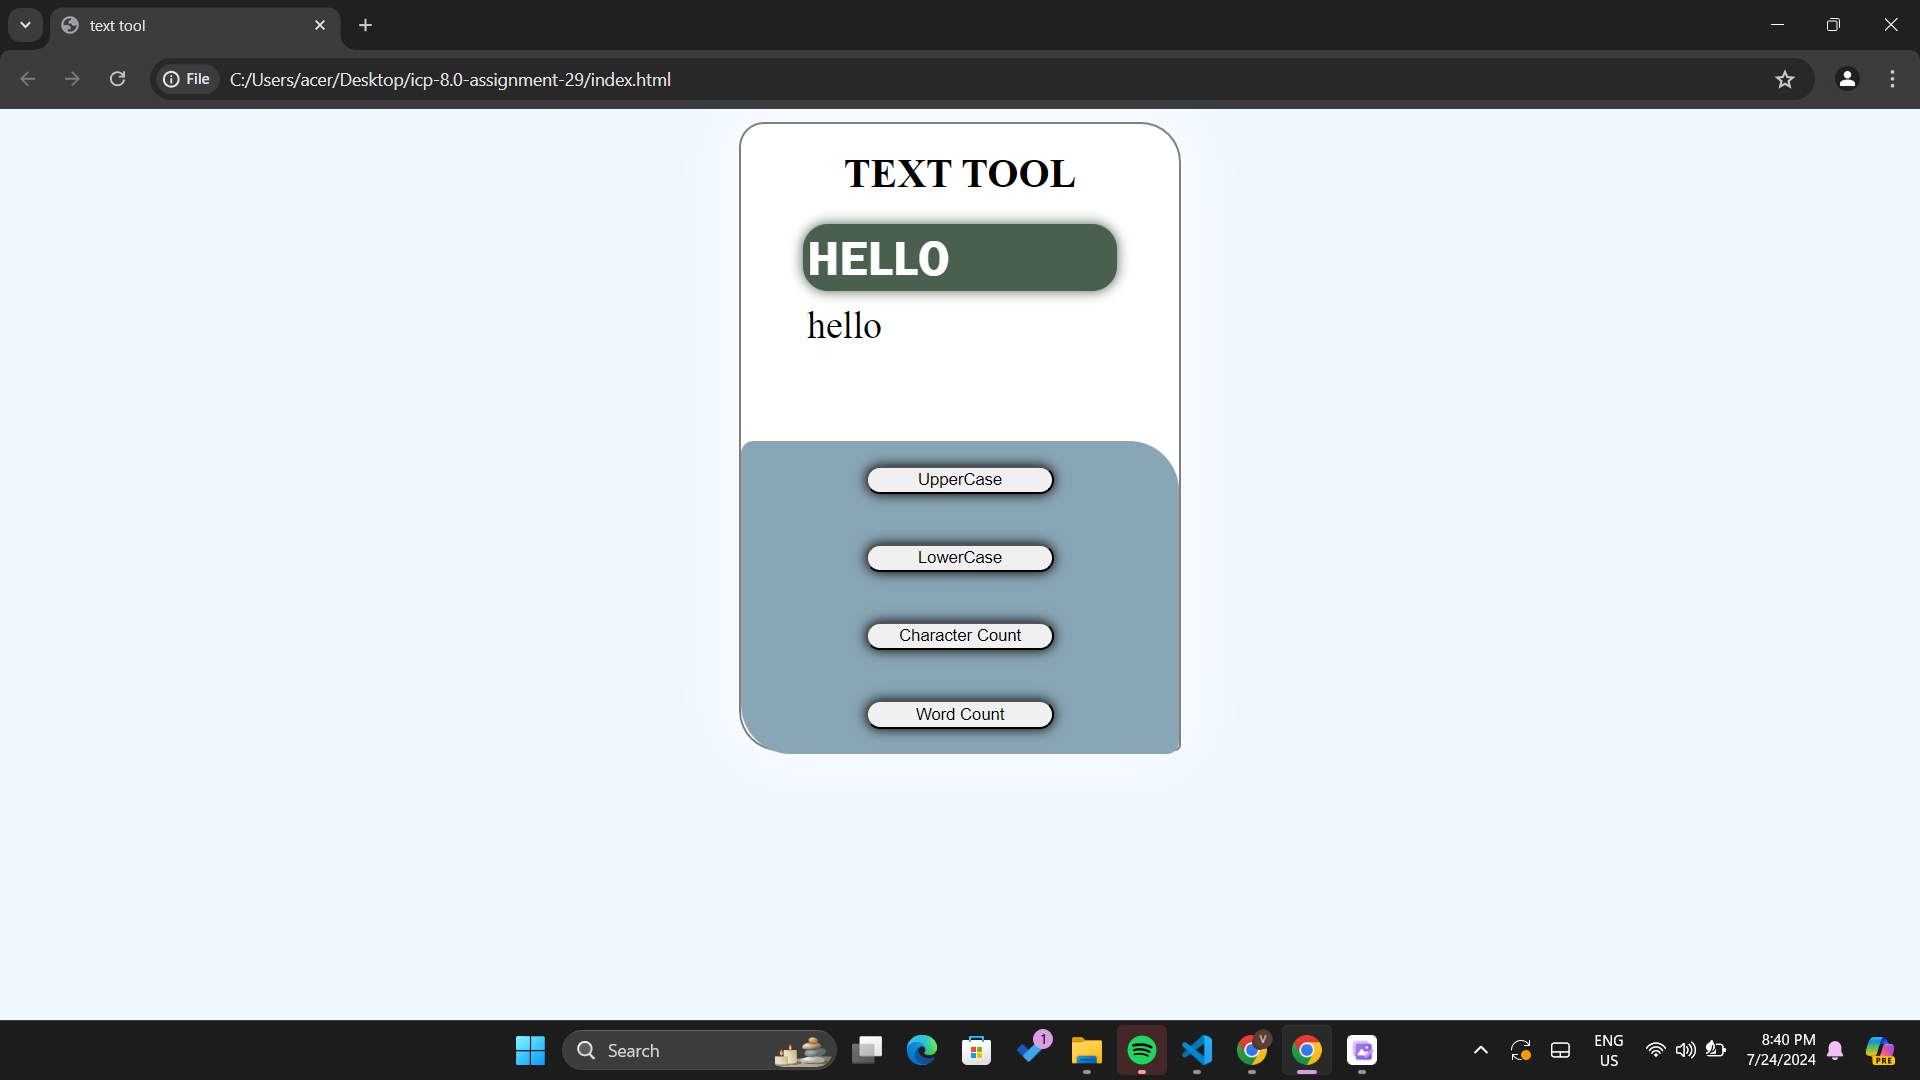 text tool
File
C:/Users/acer/Desktop/icp-8.0-assignment-29/index.html
TEXT TOOL
HELLO
hello
UpperCase
LowerCase
Character Count
Word Count
Search
1
V
ENG
US
8:40 PM
7/24/2024
PRE